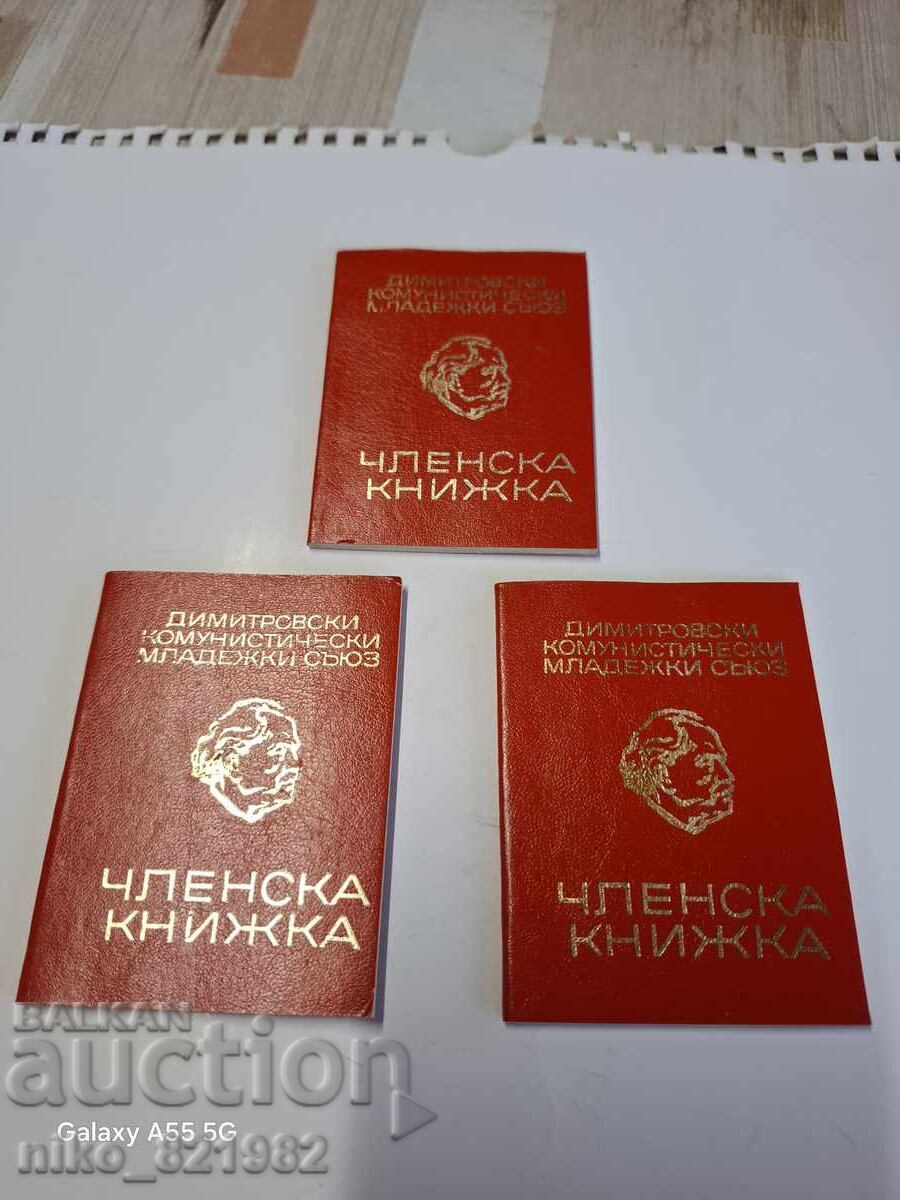 ДИМИТРОВСКИ
КОМУНИСТИЧЕСКИ
МЛАДЕЖКИ СЪЮЗ
ЧЛЕНСКА
КНИЖКА
ДИМИТРОВСКИ
КОМУНИСТИЧЕСКИ
МЛАДЕЖКИ СЪЮЗ
ЧЛЕНСКА
КНИЖКА
ДИМИТРОВСКИ
КОМУНИСТИЧЕСКИ
МЛАДЕЖКИ СЪЮЗ
ЧЛЕНСКА
КНИЖКА
BALKAN
auction
Galaxy A55 5G
niko_821982